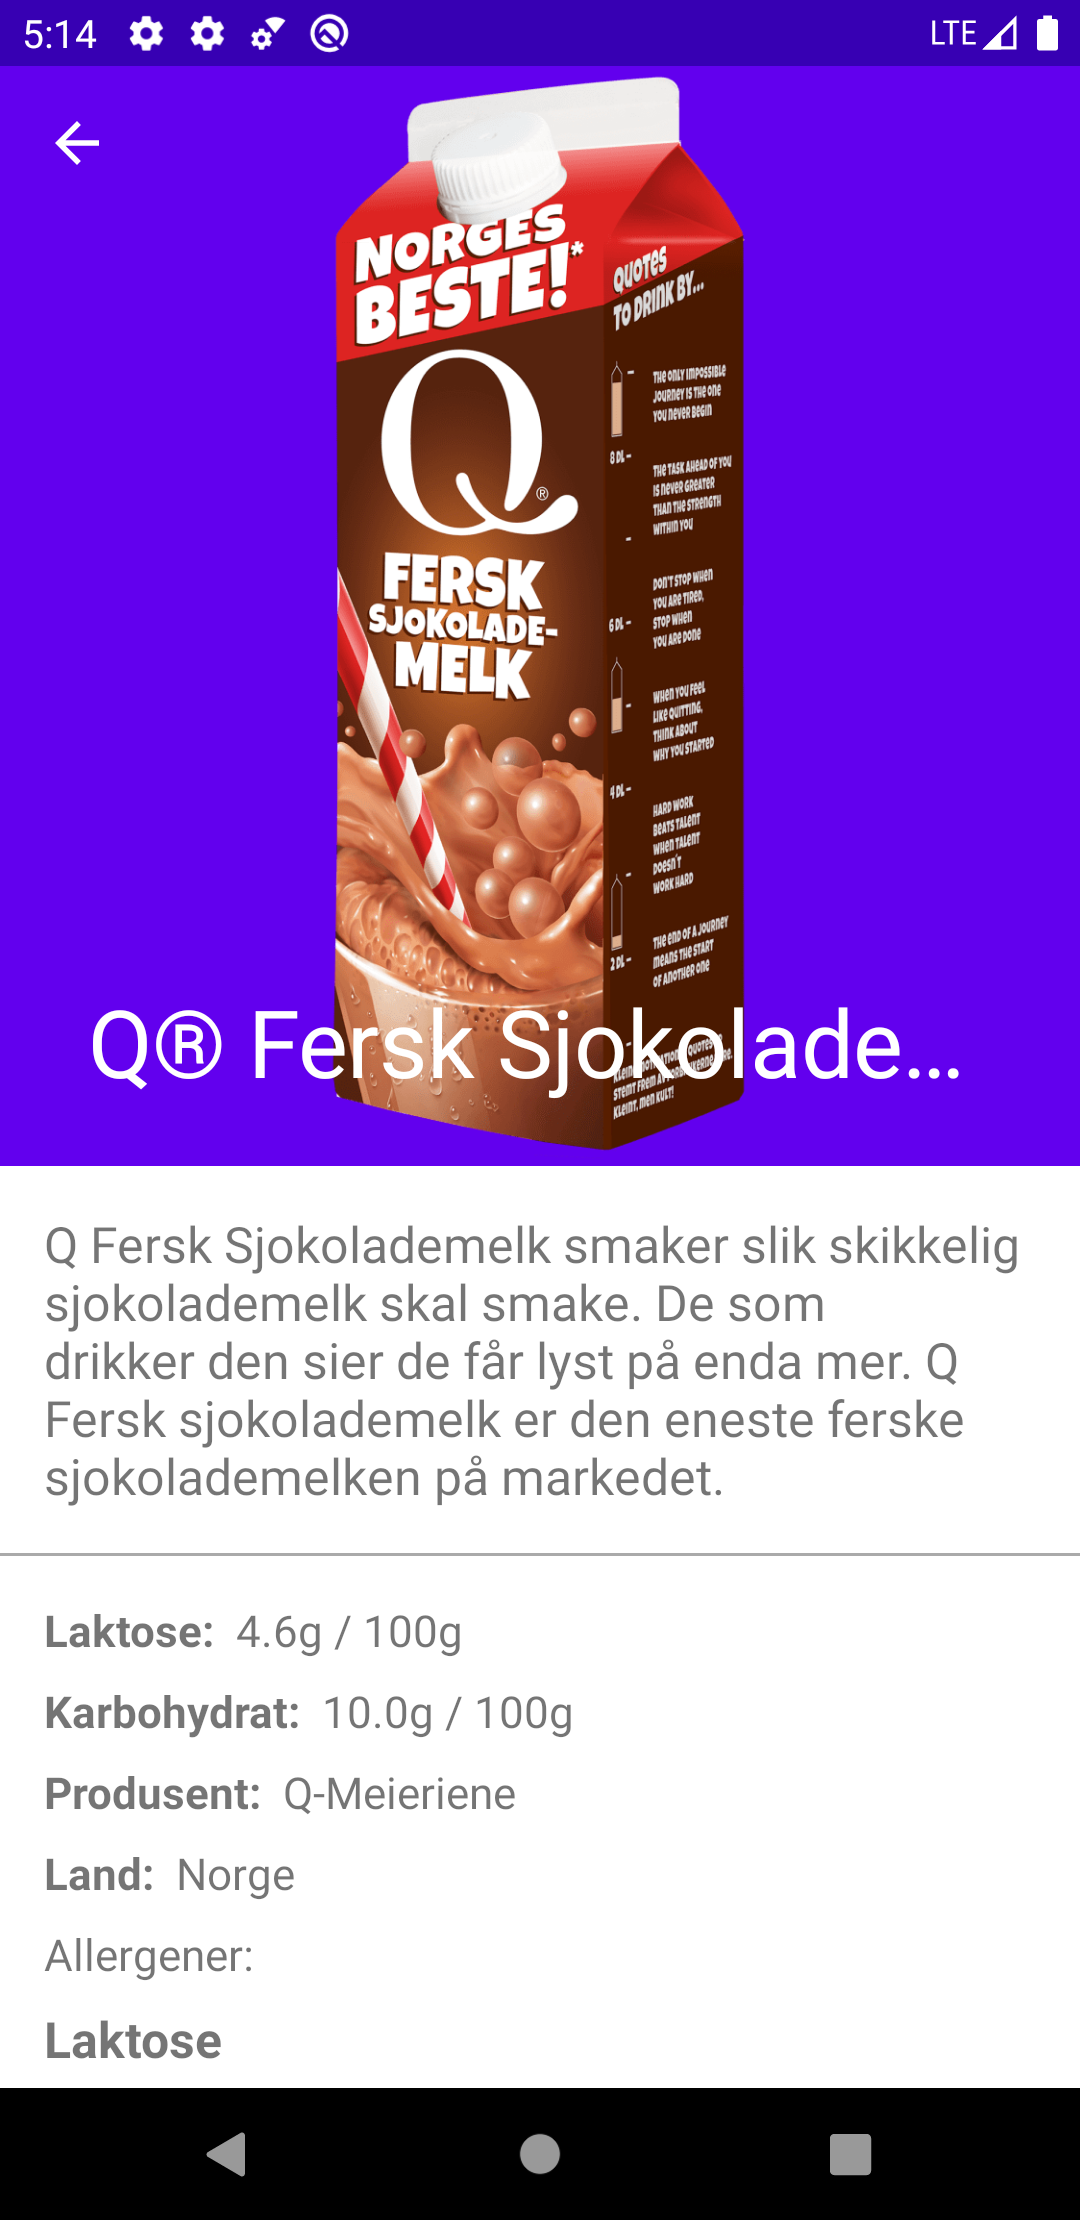 5:14
LTE
NORGES
BESTE!*
QUOTES
TO DRINK BY...
Q®
FERSK
SJOKOLADE-
MELK
THE ONLY IMPOSSIBLE
JOURNEY IS THE ONE
YOU NEVER BEGIN
8 DL
THE TASK AHEAD OF YOU
IS NEVER GREATER
THAN THE STRENGTH
WITHIN YOU
DON'T STOP WHEN
YOU ARE TIRED,
STOP WHEN
YOU ARE DONE
6 DL
WHEN YOU FEEL
LIKE QUITTING,
THINK ABOUT
WHY YOU STARTED
4 DL
HARD WORK
BEATS TALENT
WHEN TALENT
DOESN'T
WORK HARD
THE END OF A JOURNEY
MEANS THE START
OF ANOTHER ONE
2 DL
KLEINT, MEN KULT!
Q® Fersk Sjokolade...
Q Fersk Sjokolademelk smaker slik skikkelig
sjokolademelk skal smake. De som
drikker den sier de får lyst på enda mer. Q
Fersk sjokolademelk er den eneste ferske
sjokolademelken på markedet.
Laktose: 4.6g / 100g
Karbohydrat: 10.0g / 100g
Produsent: Q-Meieriene
Land: Norge
Allergener:
Laktose